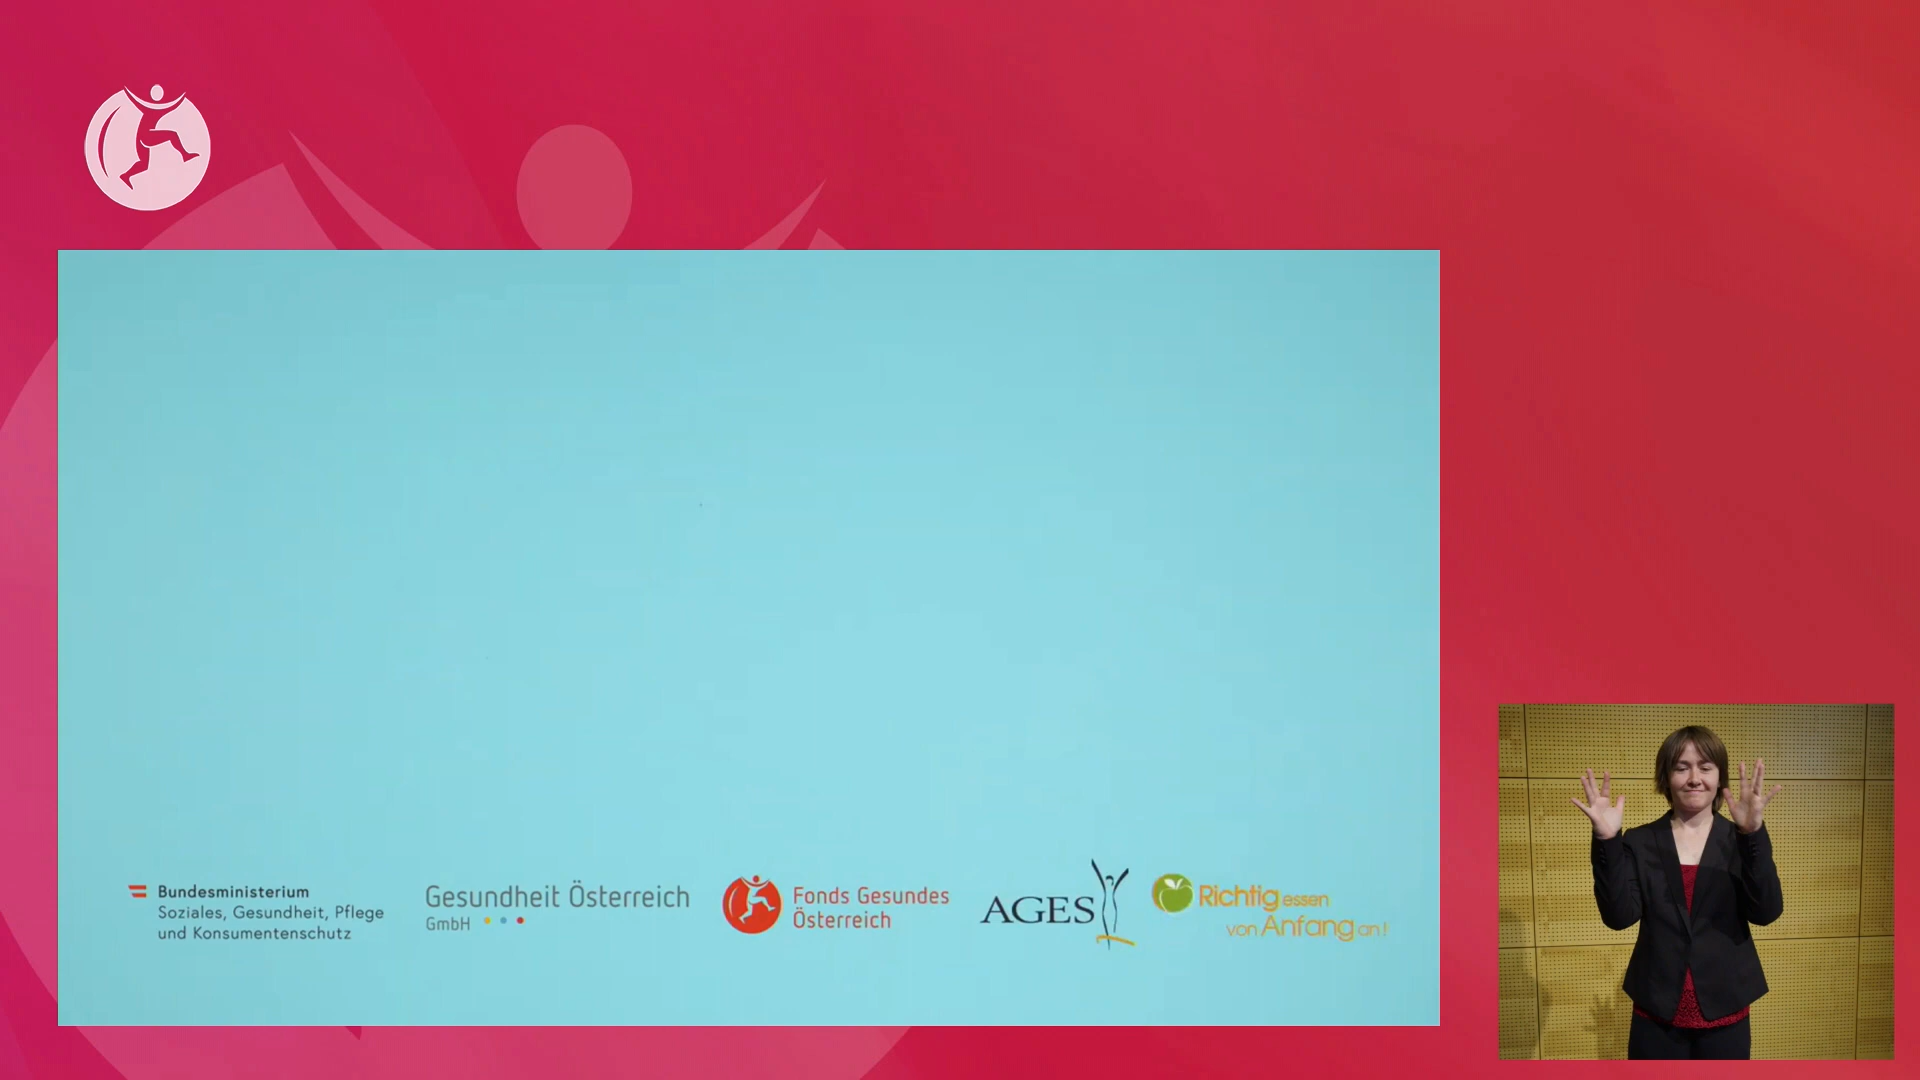 Bundesministerium
Soziales, Gesundheit, Pflege
und Konsumentenschutz
Gesundheit Österreich
GmbH
Fonds Gesundes
Österreich
AGES
Richtig essen
von Anfang an!